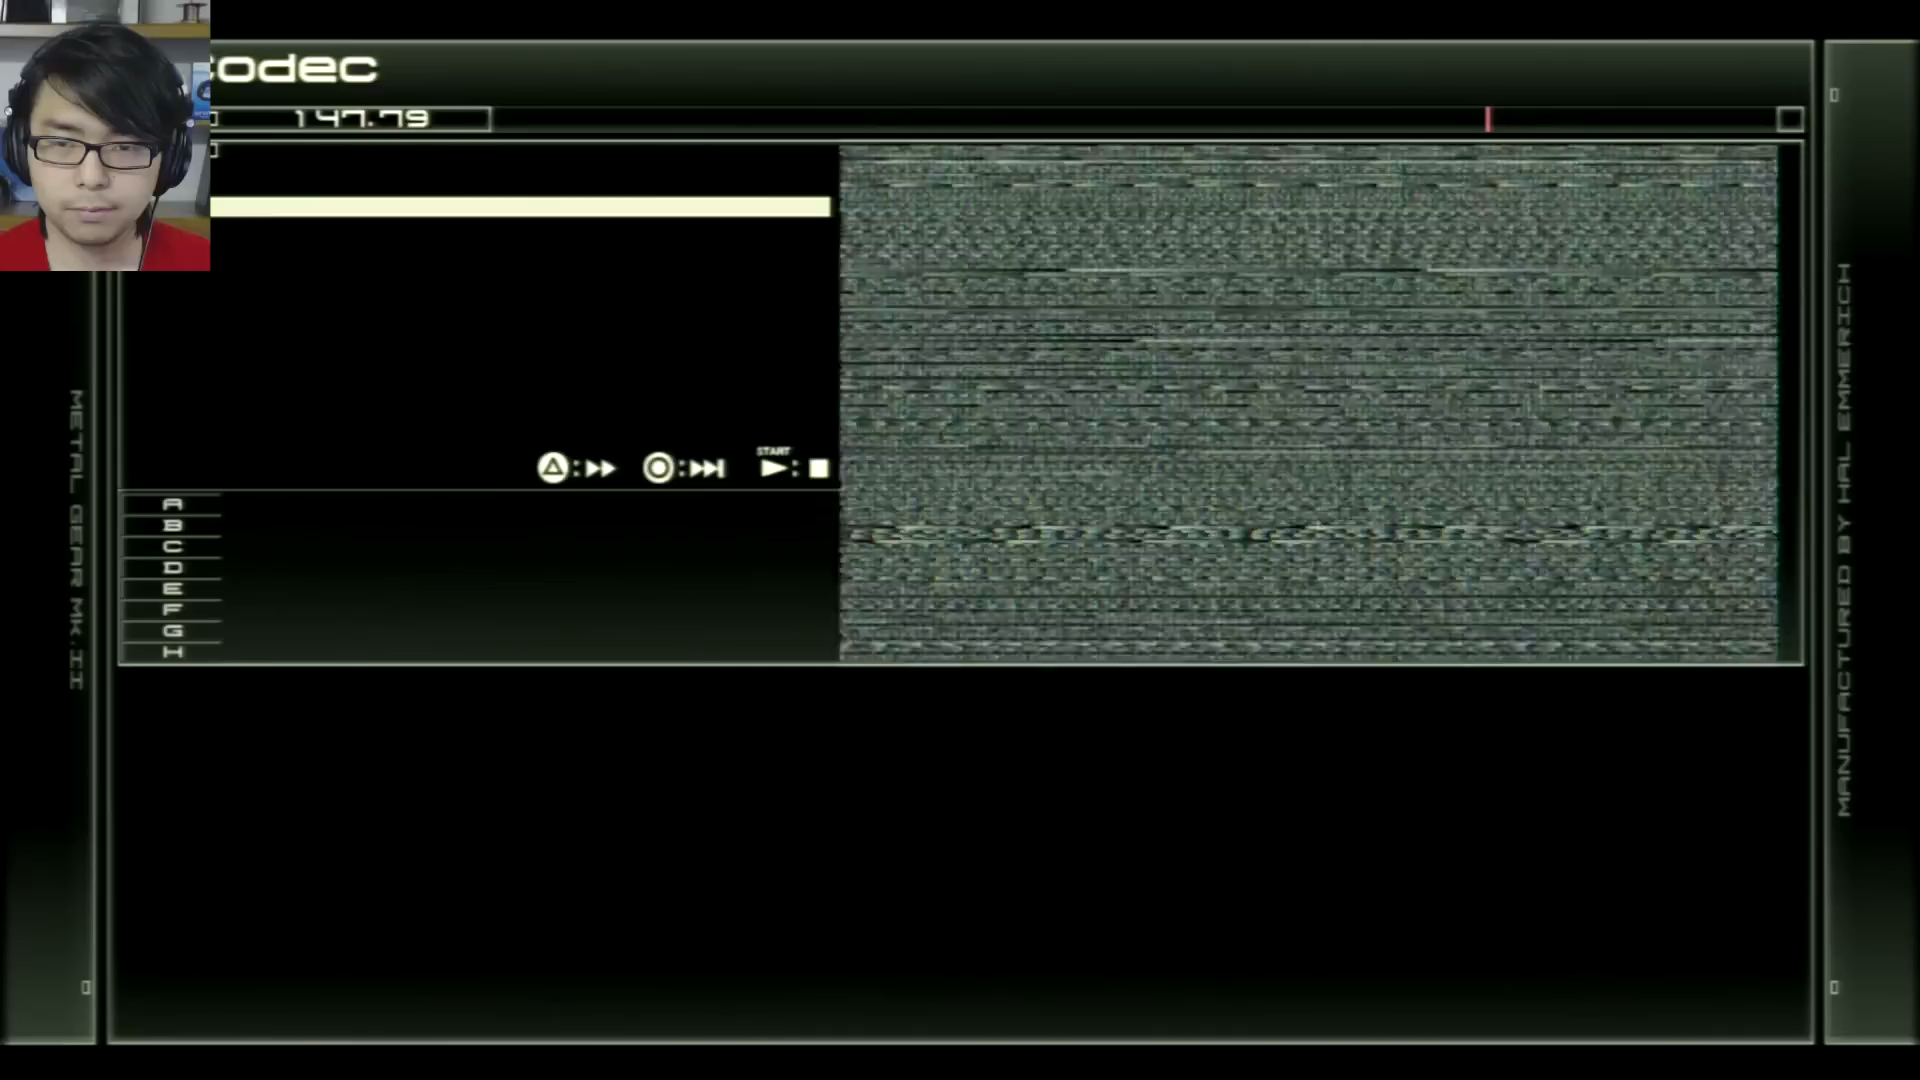 codec
147.79
START
A
B
C
D
E
F
G
H
METAL GEAR MK.II
MANUFACTURED BY HAL EMMERICH